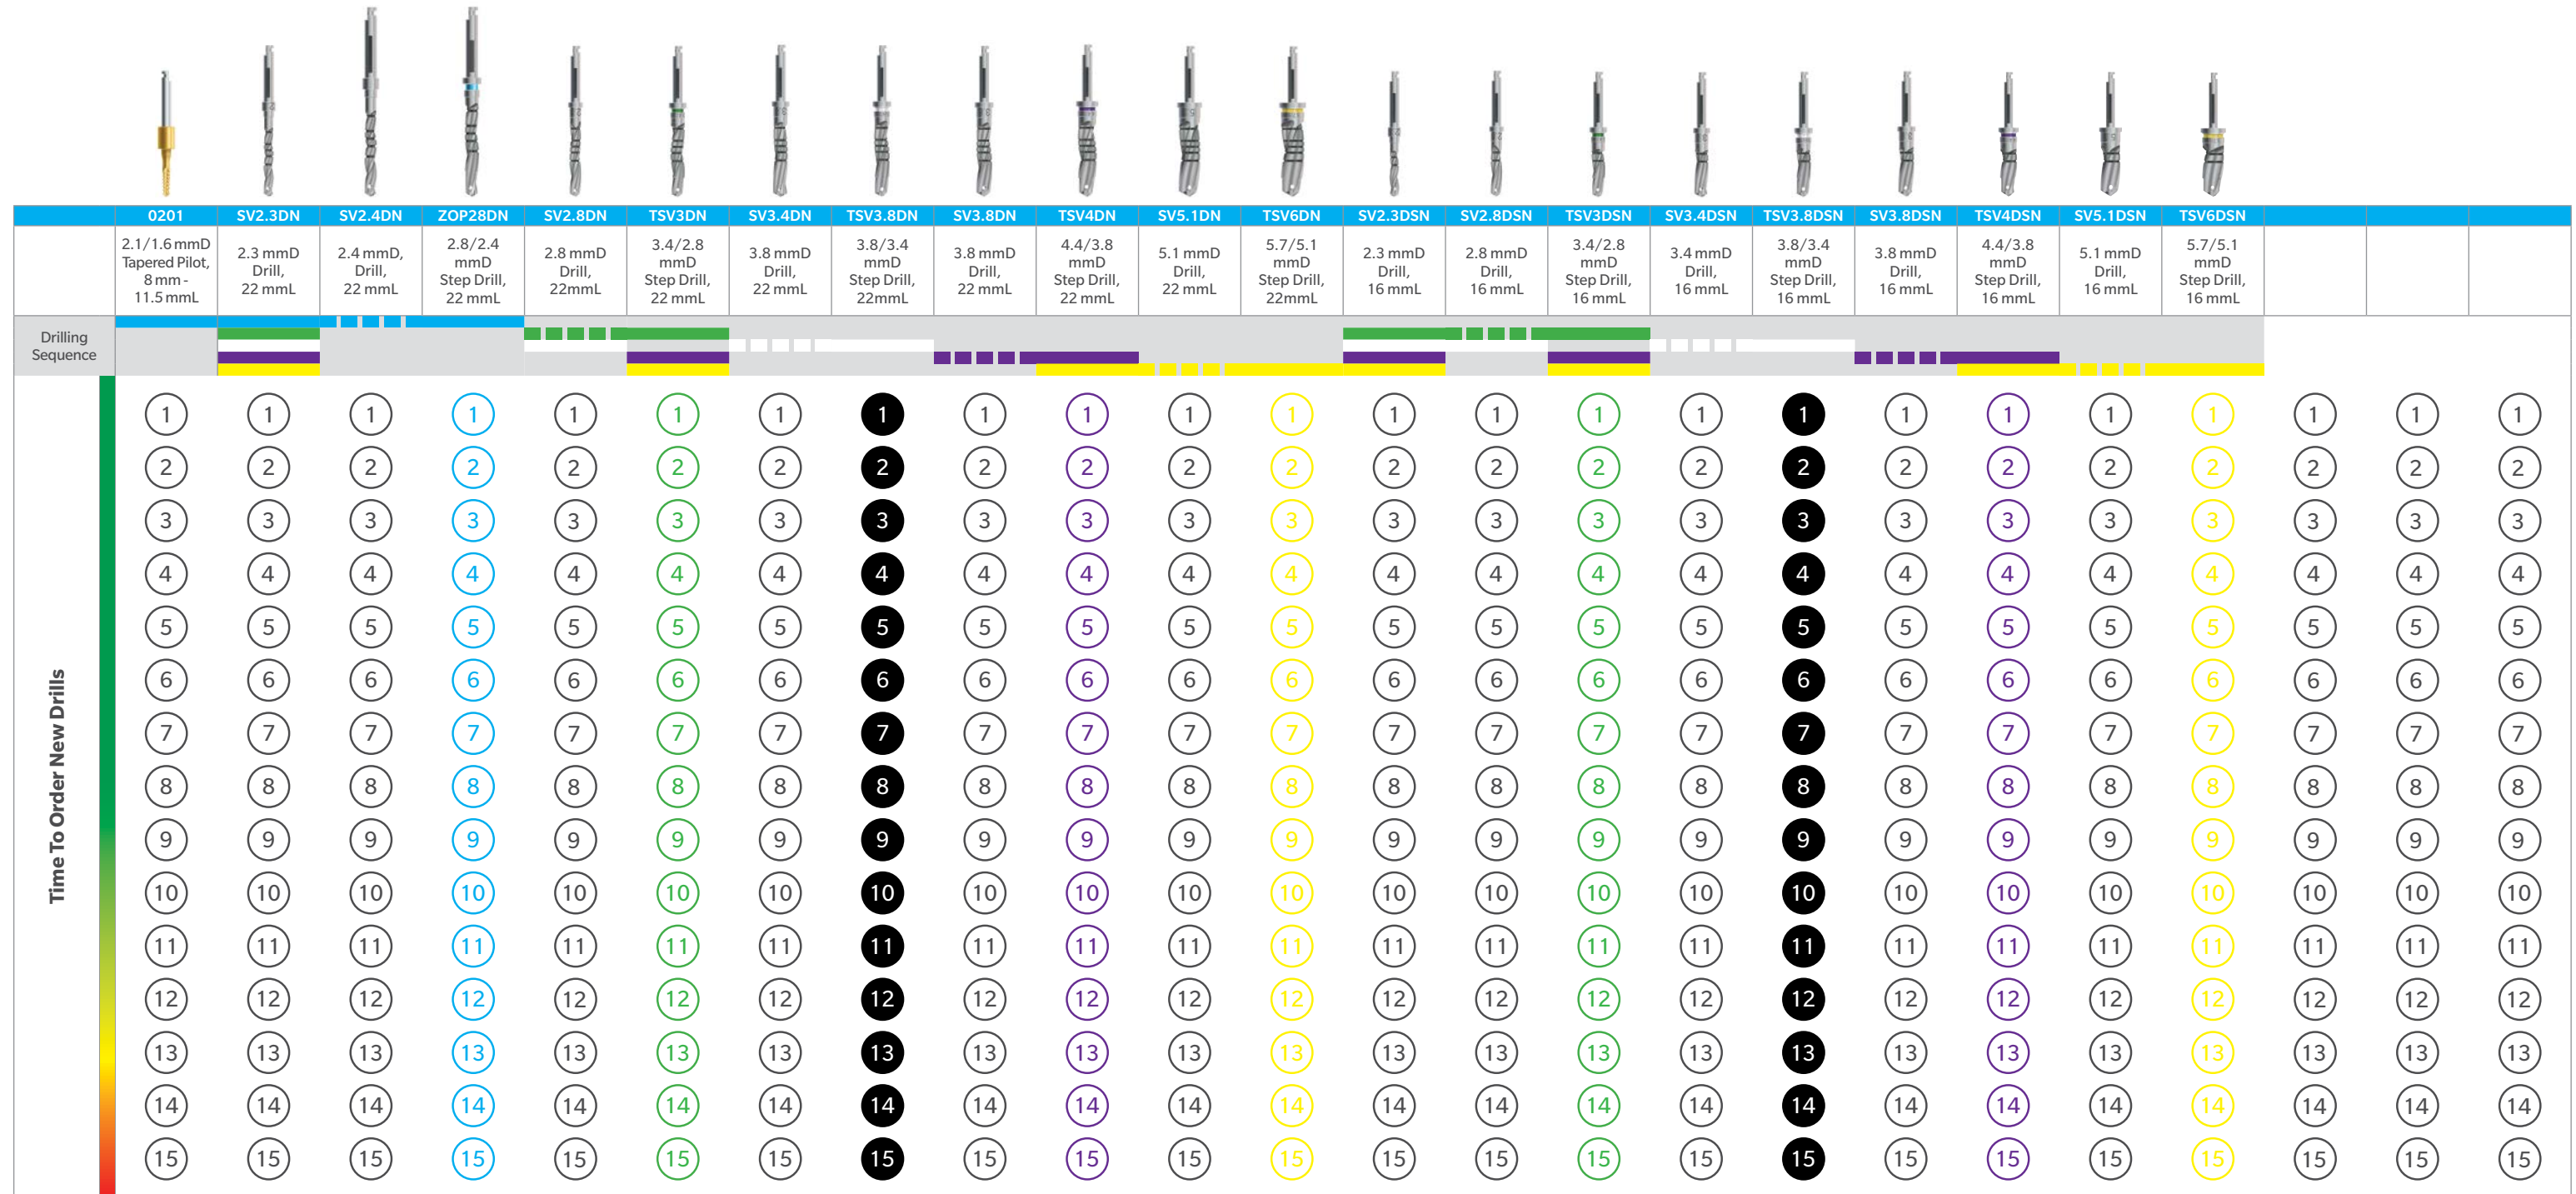 0201 SV2.3DN SV2.4DN ZOP28DN SV2.8DN TSV3DN SV3.4DN TSV3.8DN SV3.8DN TSV4DN SV5.1DN TSV6DN SV2.3DSN SV2.8DSN TSV3DSN SV3.4DSN TSV3.8DSN SV3.8DSN TSV4DSN SV5.1DSN TSV6DSN
2.1/1.6 mmD
Tapered Pilot,
8 mm -
11.5 mmL
2.3 mmD
Drill,
22 mmL
2.4 mmD,
Drill,
22 mmL
2.8/2.4
mmD
Step Drill,
22 mmL
2.8 mmD
Drill,
22mmL
3.4/2.8
mmD
Step Drill,
22 mmL
3.8 mmD
Drill,
22 mmL
3.8/3.4
mmD
Step Drill,
22mmL
3.8 mmD
Drill,
22 mmL
4.4/3.8
mmD
Step Drill,
22 mmL
5.1 mmD
Drill,
22 mmL
5.7/5.1
mmD
Step Drill,
22mmL
2.3 mmD
Drill,
16 mmL
2.8 mmD
Drill,
16 mmL
3.4/2.8
mmD
Step Drill,
16 mmL
3.4 mmD
Drill,
16 mmL
3.8/3.4
mmD
Step Drill,
16 mmL
3.8 mmD
Drill,
16 mmL
4.4/3.8
mmD
Step Drill,
16 mmL
5.1 mmD
Drill,
16 mmL
5.7/5.1
mmD
Step Drill,
16 mmL
Drilling
Sequence
Time To Order New Drills
1 1 1 1 1 1 1 1 1 1 1 1 1 1 1 1 1 1 1 1 1 1 1 1
2 2 2 2 2 2 2 2 2 2 2 2 2 2 2 2 2 2 2 2 2 2 2 2
3 3 3 3 3 3 3 3 3 3 3 3 3 3 3 3 3 3 3 3 3 3 3 3
4 4 4 4 4 4 4 4 4 4 4 4 4 4 4 4 4 4 4 4 4 4 4 4
5 5 5 5 5 5 5 5 5 5 5 5 5 5 5 5 5 5 5 5 5 5 5 5
6 6 6 6 6 6 6 6 6 6 6 6 6 6 6 6 6 6 6 6 6 6 6 6
7 7 7 7 7 7 7 7 7 7 7 7 7 7 7 7 7 7 7 7 7 7 7 7
8 8 8 8 8 8 8 8 8 8 8 8 8 8 8 8 8 8 8 8 8 8 8 8
9 9 9 9 9 9 9 9 9 9 9 9 9 9 9 9 9 9 9 9 9 9 9 9
10 10 10 10 10 10 10 10 10 10 10 10 10 10 10 10 10 10 10 10 10 10 10 10
11 11 11 11 11 11 11 11 11 11 11 11 11 11 11 11 11 11 11 11 11 11 11 11
12 12 12 12 12 12 12 12 12 12 12 12 12 12 12 12 12 12 12 12 12 12 12 12
13 13 13 13 13 13 13 13 13 13 13 13 13 13 13 13 13 13 13 13 13 13 13 13
14 14 14 14 14 14 14 14 14 14 14 14 14 14 14 14 14 14 14 14 14 14 14 14
15 15 15 15 15 15 15 15 15 15 15 15 15 15 15 15 15 15 15 15 15 15 15 15